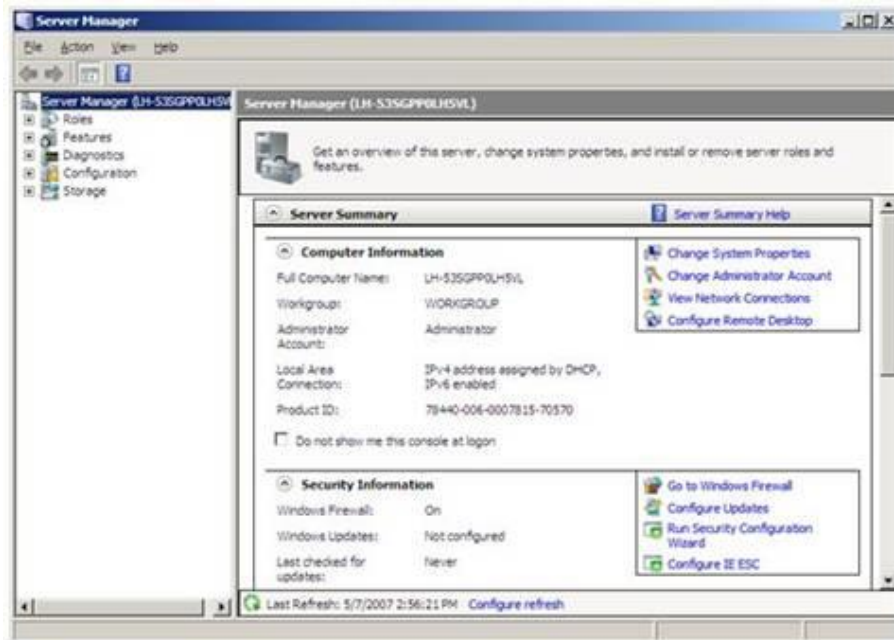 Server Manager
File Action View Help
Server Manager (LH-53SGPP0LHSV
Roles
Features
Diagnostics
Configuration
Storage
Server Manager (LH-53SGPP0LHSVL)
Get an overview of this server, change system properties, and install or remove server roles and
features.
Server Summary
Server Summary Help
Computer Information
Full Computer Name: LH-53SGPP0LHSVL
Workgroup: WORKGROUP
Administrator
Account: Administrator
Local Area
Connection: IPv4 address assigned by DHCP,
IPv6 enabled
Product ID: 78440-006-0007815-70570
Do not show me this console at logon
Change System Properties
Change Administrator Account
View Network Connections
Configure Remote Desktop
Security Information
Windows Firewall: On
Windows Updates: Not configured
Last checked for
updates: Never
Go to Windows Firewall
Configure Updates
Run Security Configuration
Wizard
Configure IE ESC
Last Refresh: 5/7/2007 2:56:21 PM Configure refresh